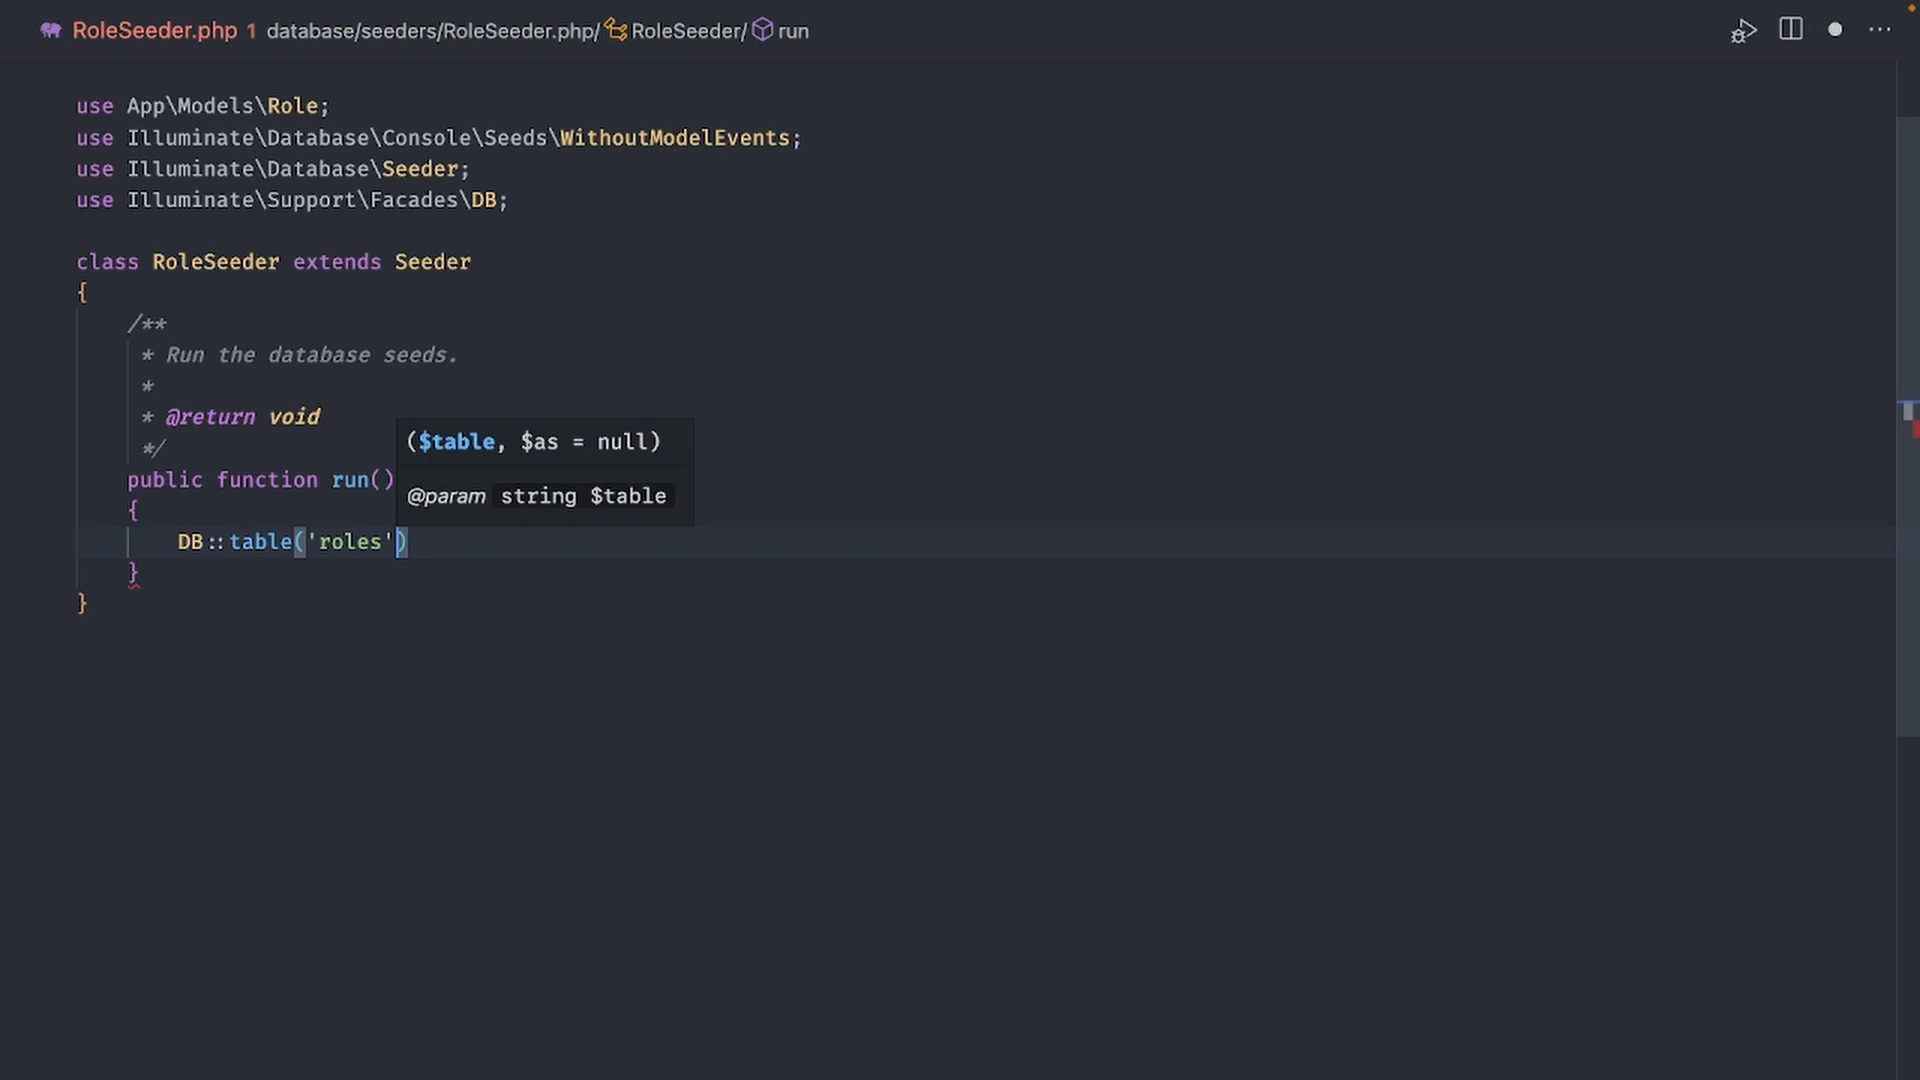 RoleSeeder.php 1 database/seeders/RoleSeeder.php/ RoleSeeder/ run
use App\Models\Role;
use Illuminate\Database\Console\Seeds\WithoutModelEvents;
use Illuminate\Database\Seeder;
use Illuminate\Support\Facades\DB;
class RoleSeeder extends Seeder
{
/**
* Run the database seeds.
*
* @return void
*/
($table, $as = null)
public function run()
@param string $table
{
DB::table('roles')
}
}